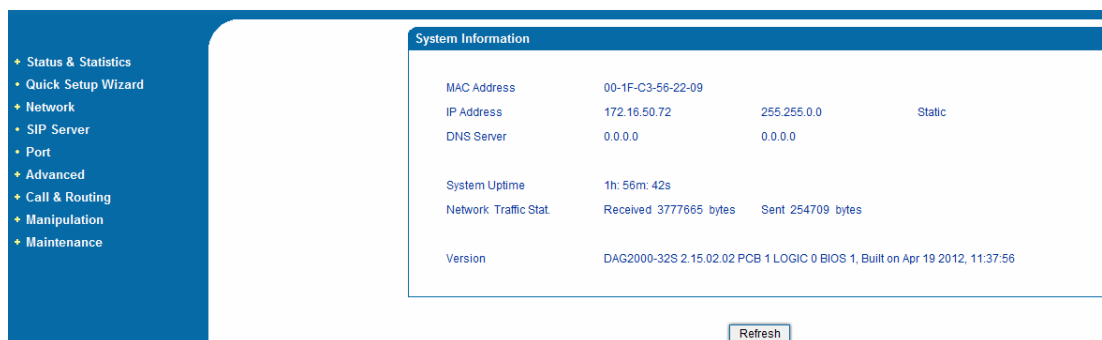 System Information
+ Status & Statistics
• Quick Setup Wizard
+ Network
• SIP Server
• Port
+ Advanced
+ Call & Routing
+ Manipulation
+ Maintenance
MAC Address 00-1F-C3-56-22-09
IP Address 172.16.50.72 255.255.0.0 Static
DNS Server 0.0.0.0 0.0.0.0
System Uptime 1h: 56m: 42s
Network Traffic Stat. Received 3777665 bytes Sent 254709 bytes
Version DAG2000-32S 2.15.02.02 PCB 1 LOGIC 0 BIOS 1, Built on Apr 19 2012, 11:37:56
Refresh